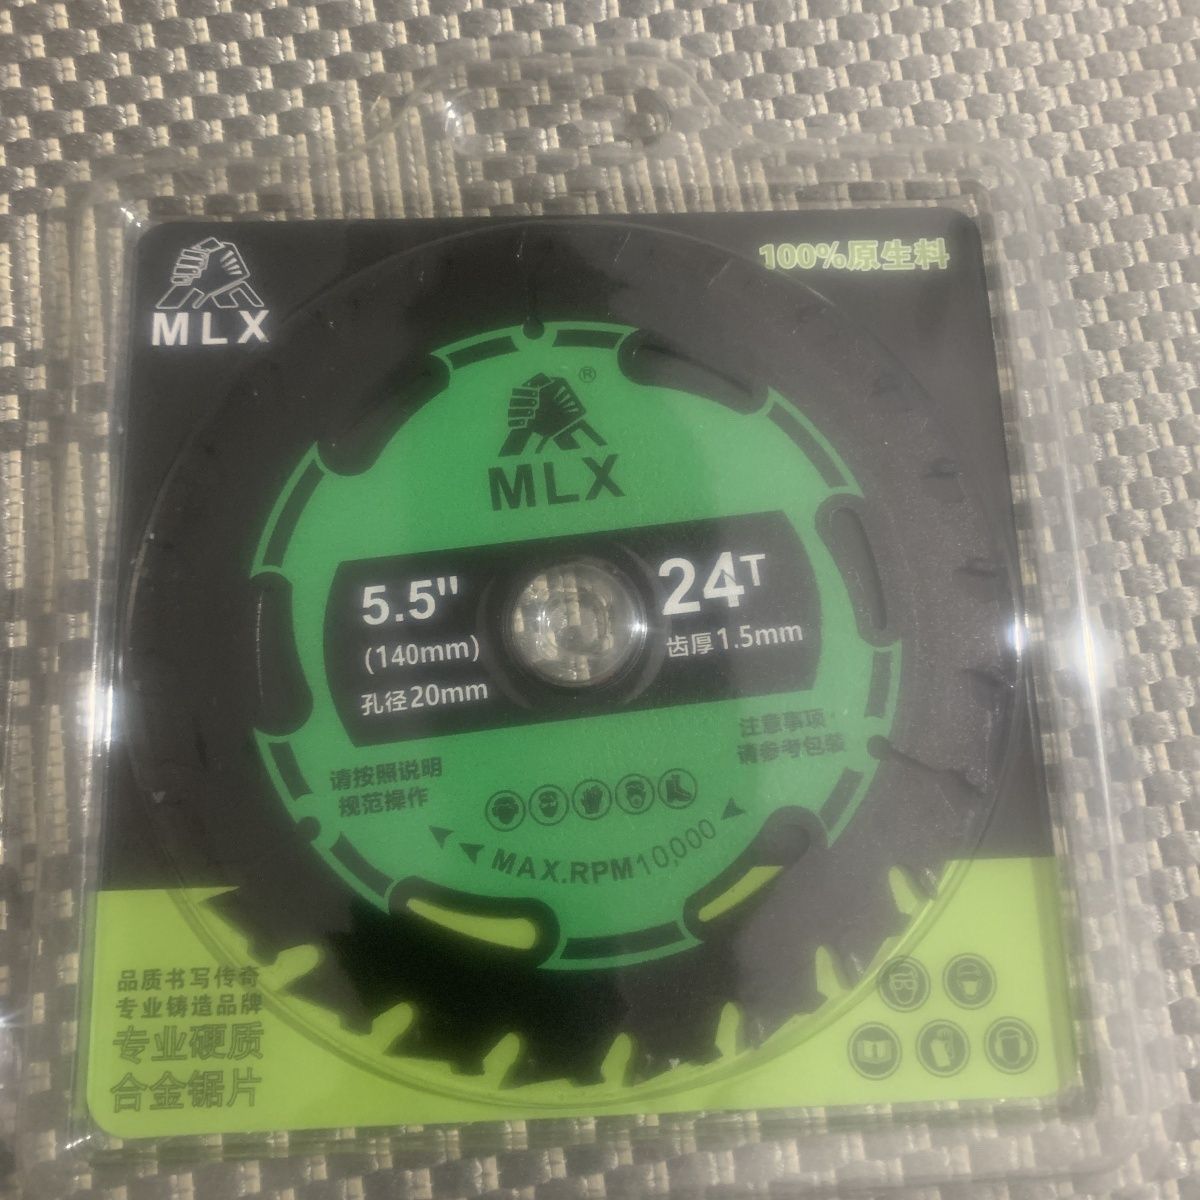 MLX
100%原生料
®
MLX
5.5"
(140mm)
孔径20mm
24T
齿厚1.5mm
请按照说明
规范操作
注意事项
请参考包装
MAX.RPM10,000
品质书写传奇
专业铸造品牌
专业硬质
合金锯片